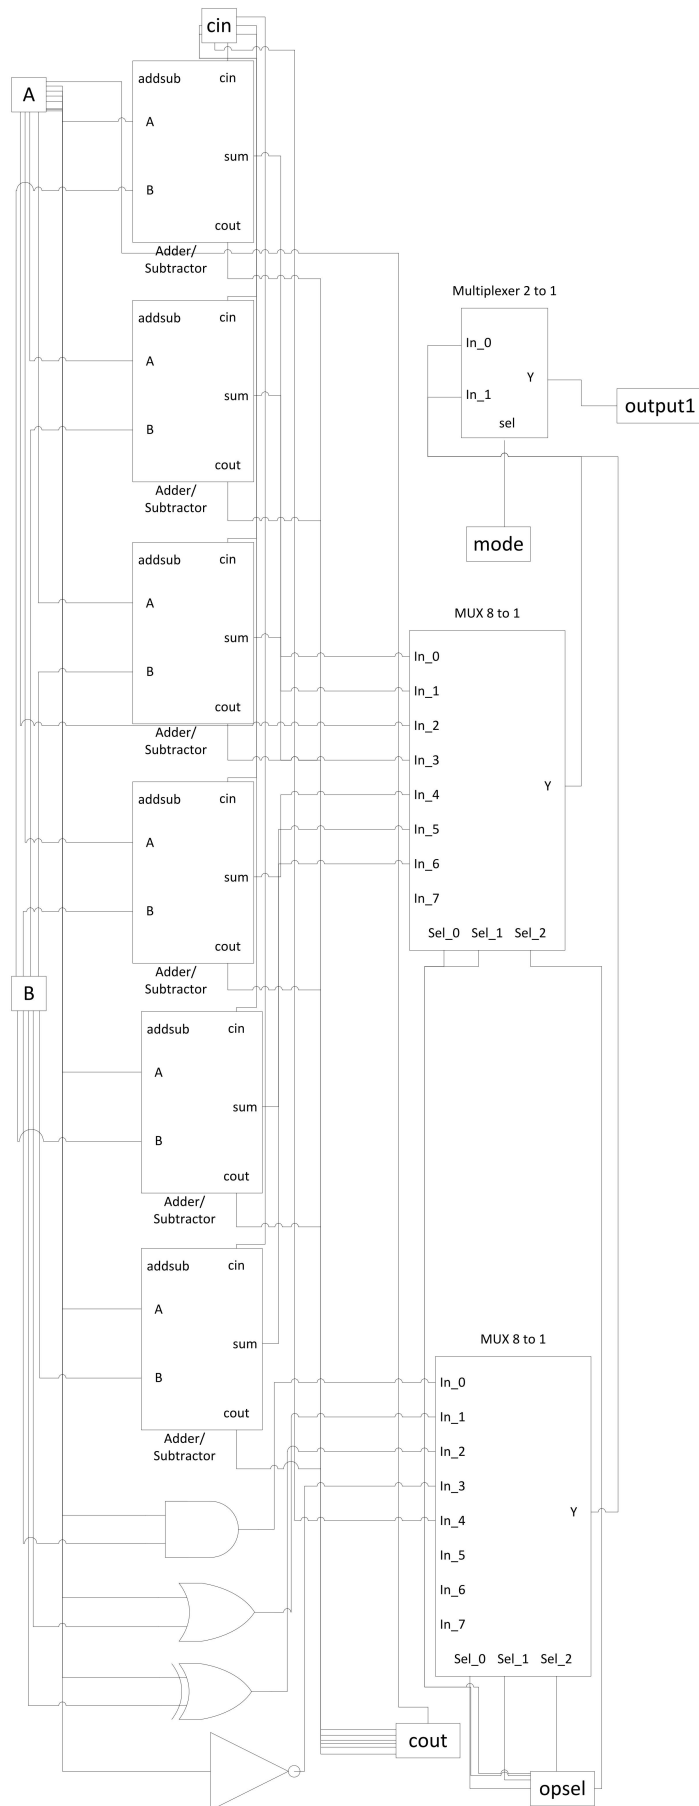 cin
A
addsub cin
A
sum
B
cout
Adder/
Subtractor
addsub cin
A
sum
B
cout
Adder/
Subtractor
addsub cin
A
sum
B
cout
Adder/
Subtractor
addsub cin
A
sum
B
cout
Adder/
Subtractor
B
addsub cin
A
sum
B
cout
Adder/
Subtractor
addsub cin
A
sum
B
cout
Adder/
Subtractor
Multiplexer 2 to 1
In_0
Y
In_1
sel
output1
mode
MUX 8 to 1
In_0
In_1
In_2
In_3
Y
In_4
In_5
In_6
In_7
Sel_0 Sel_1 Sel_2
MUX 8 to 1
In_0
In_1
In_2
In_3
Y
In_4
In_5
In_6
In_7
Sel_0 Sel_1 Sel_2
cout
opsel